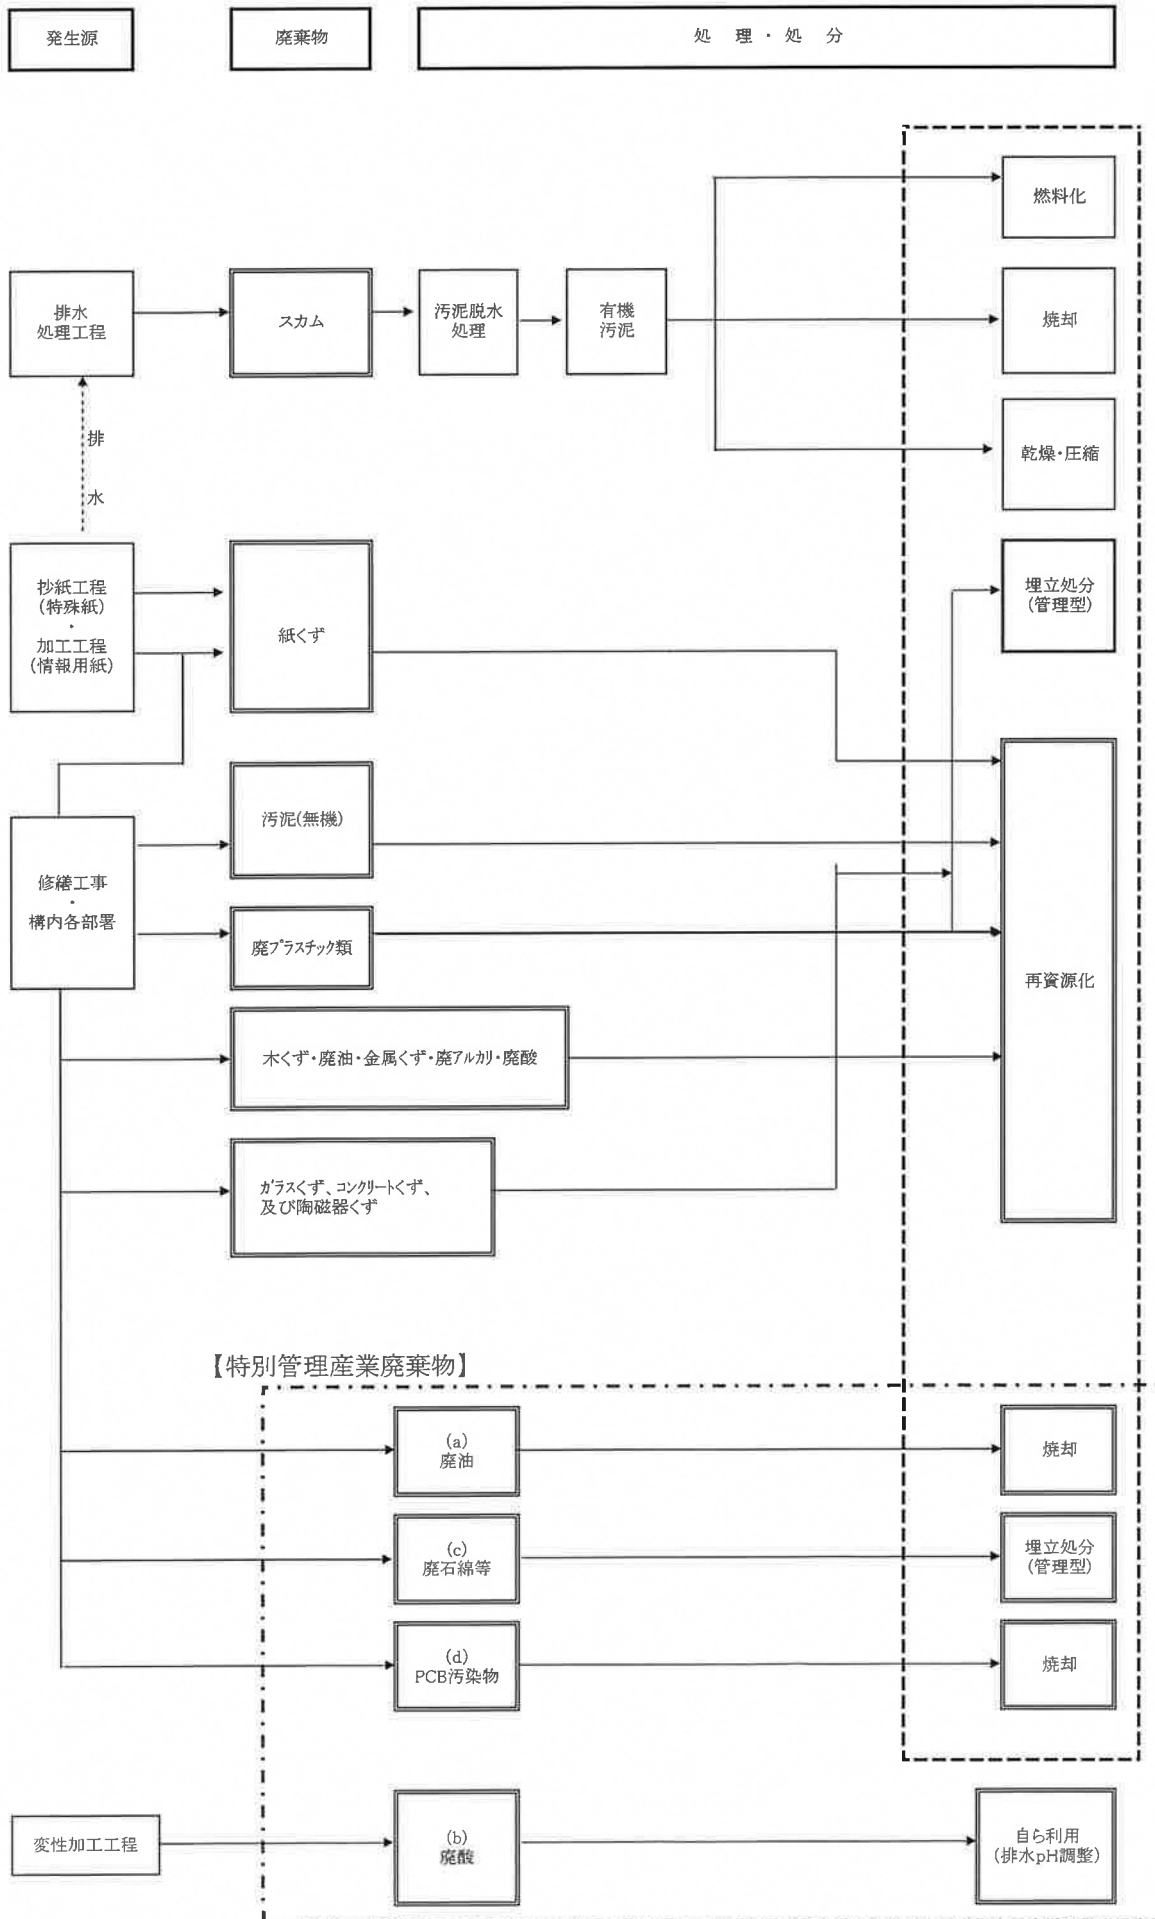 発生源
廃棄物
処 理・処 分
燃料化
排水
処理工程
スカム
汚泥脱水
処理
有機
汚泥
焼却
乾燥・圧縮
排
水
抄紙工程
(特殊紙)
・
加工工程
(情報用紙)
紙くず
埋立処分
(管理型)
汚泥(無機)
修繕工事
・
構内各部署
廃プラスチック類
再資源化
木くず・廃油・金属くず・廃アルカリ・廃酸
ガラスくず、コンクリートくず、
及び陶磁器くず
【特別管理産業廃棄物】
(a)
廃油
焼却
(c)
廃石綿等
埋立処分
(管理型)
(d)
PCB汚染物
焼却
変性加工工程
(b)
廃酸
自ら利用
(排水pH調整)